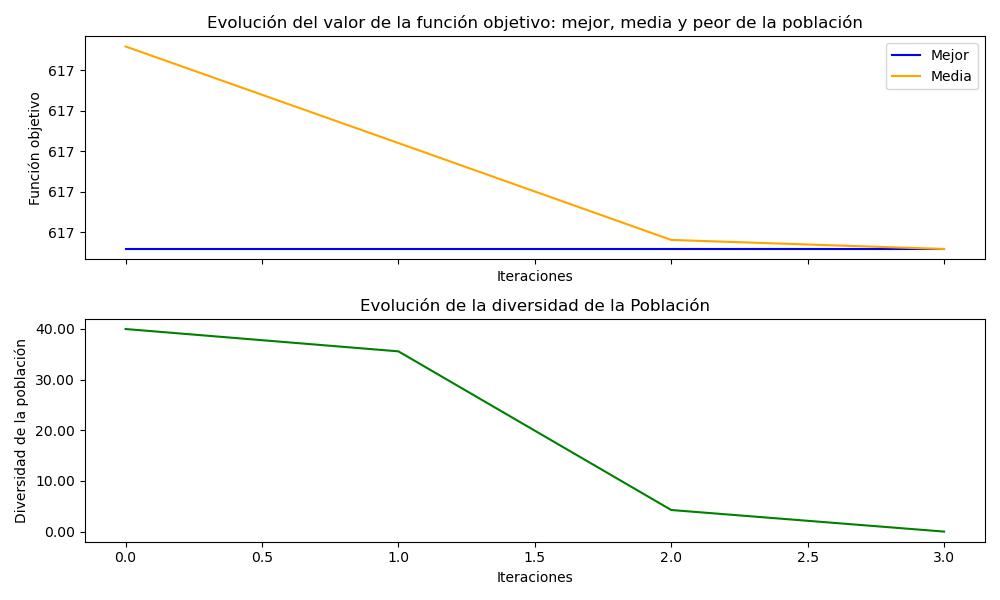 Evolución del valor de la función objetivo: mejor, media y peor de la población
Función objetivo
617
617
617
617
617
Mejor
Media
Iteraciones
Evolución de la diversidad de la Población
Diversidad de la población
40.00
30.00
20.00
10.00
0.00
0.0 0.5 1.0 1.5 2.0 2.5 3.0
Iteraciones